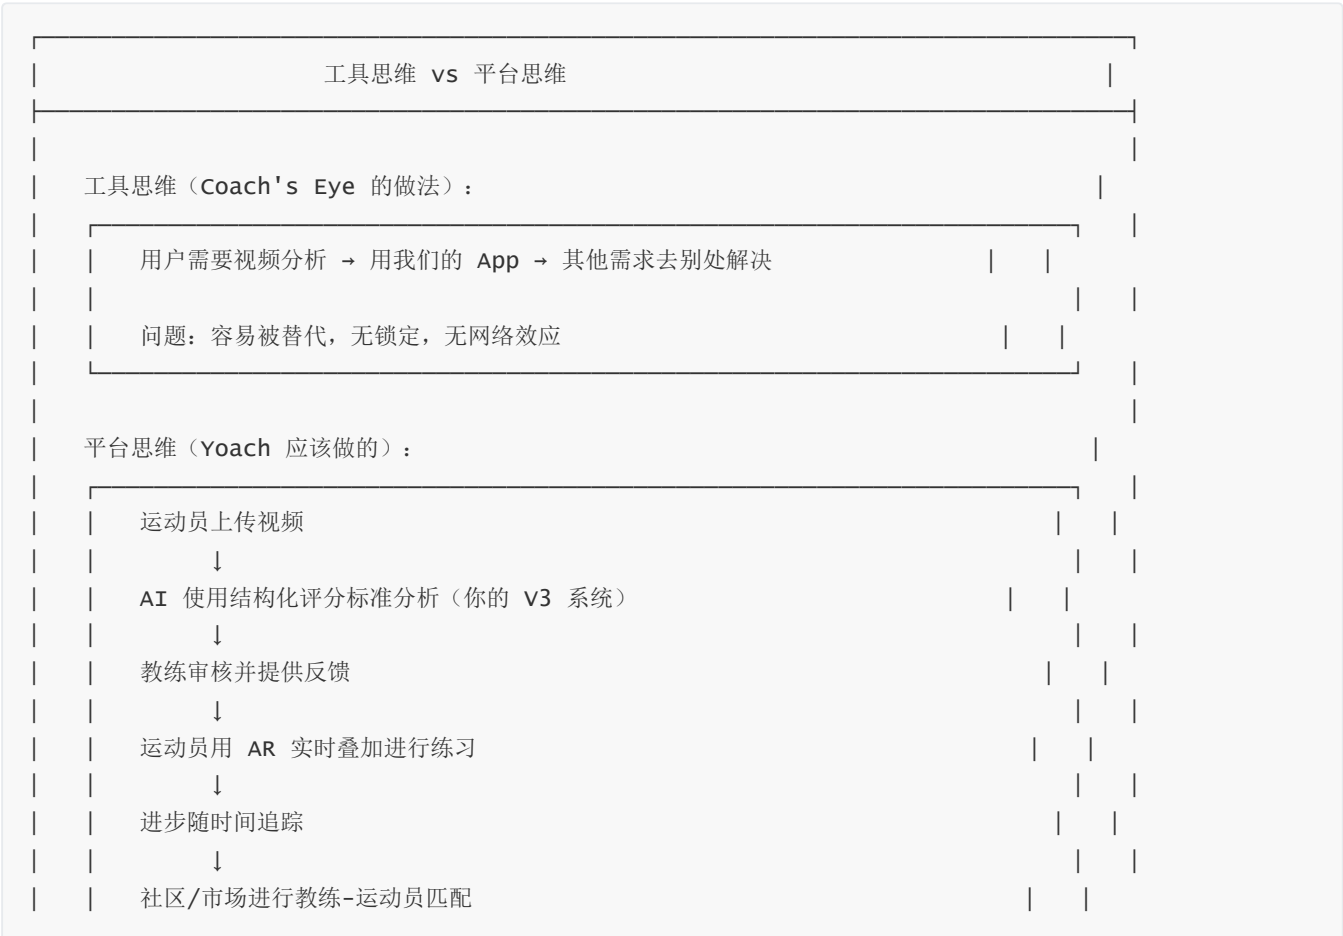 工具思维 vs 平台思维
工具思维（Coach's Eye 的做法）：
用户需要视频分析 → 用我们的 App → 其他需求去别处解决
问题：容易被替代，无锁定，无网络效应
平台思维（Yoach 应该做的）：
运动员上传视频
↓
AI 使用结构化评分标准分析（你的 V3 系统）
↓
教练审核并提供反馈
↓
运动员用 AR 实时叠加进行练习
↓
进步随时间追踪
↓
社区/市场进行教练-运动员匹配